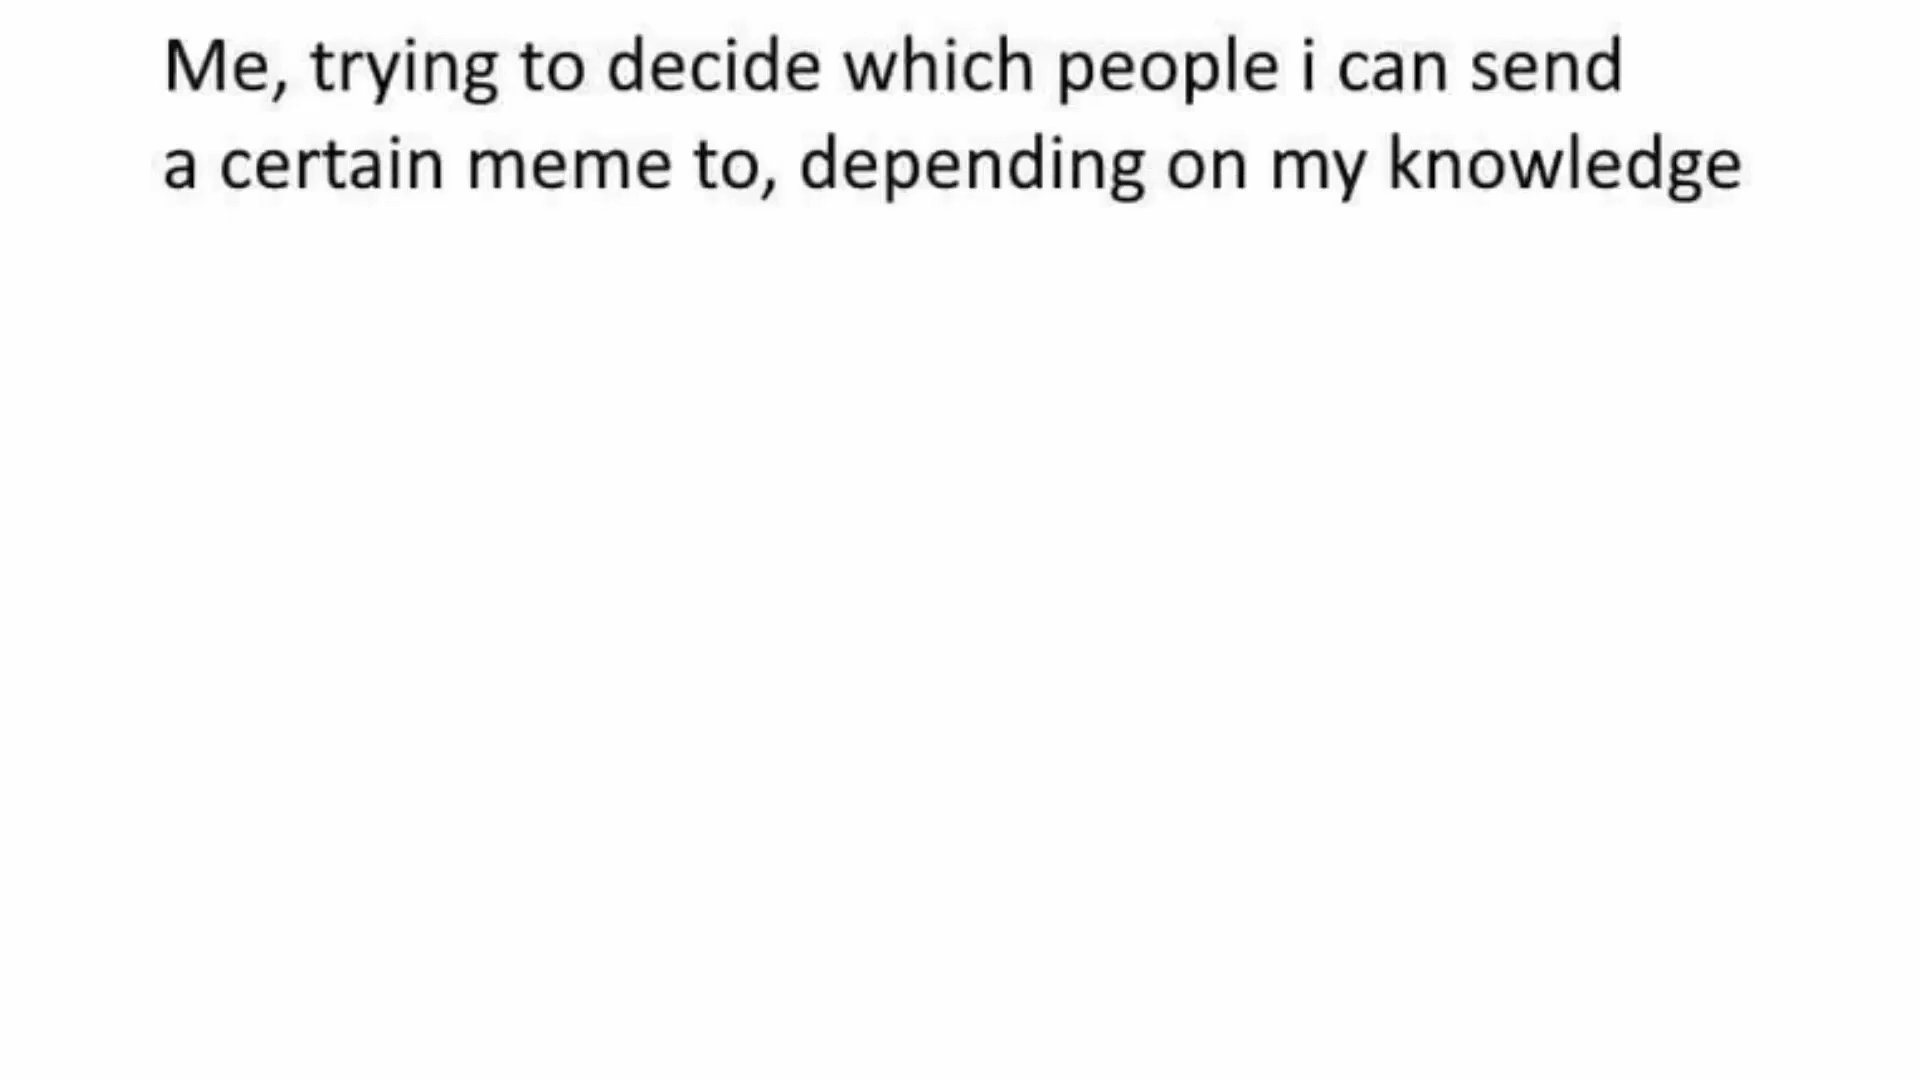 Me, trying to decide which people i can send
a certain meme to, depending on my knowledge